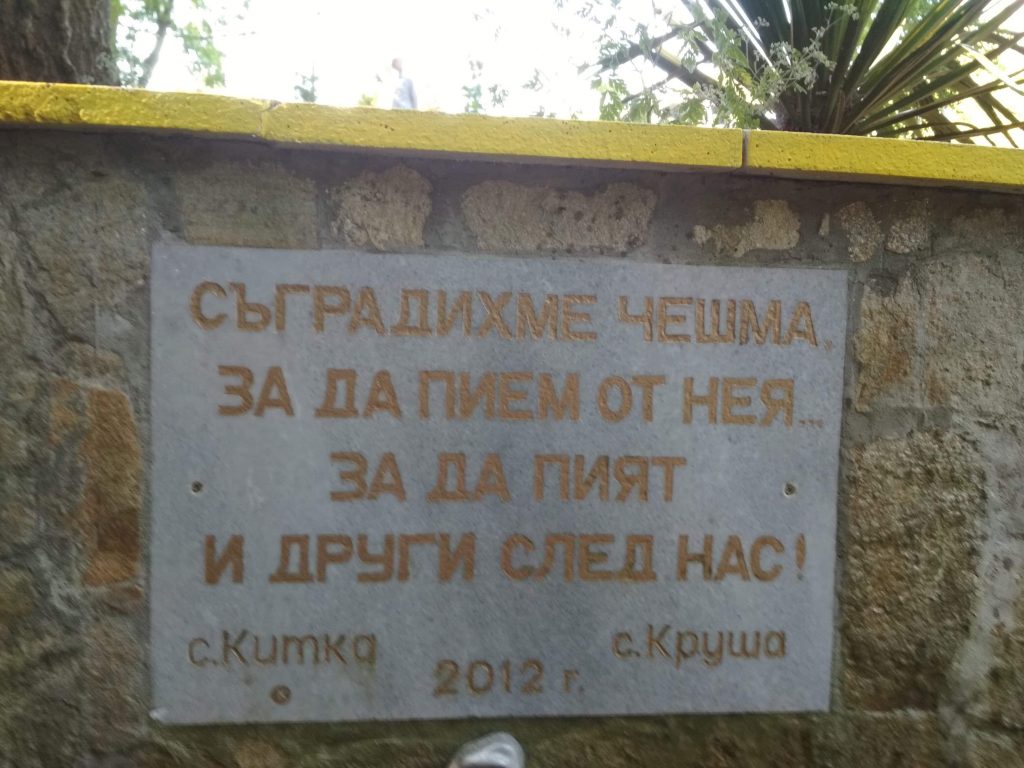 СЪГРАДИХМЕ ЧЕШМА,
ЗА ДА ПИЕМ ОТ НЕЯ...
ЗА ДА ПИЯТ
И ДРУГИ СЛЕД НАС!
с.Китка с.Круша
2012 г.